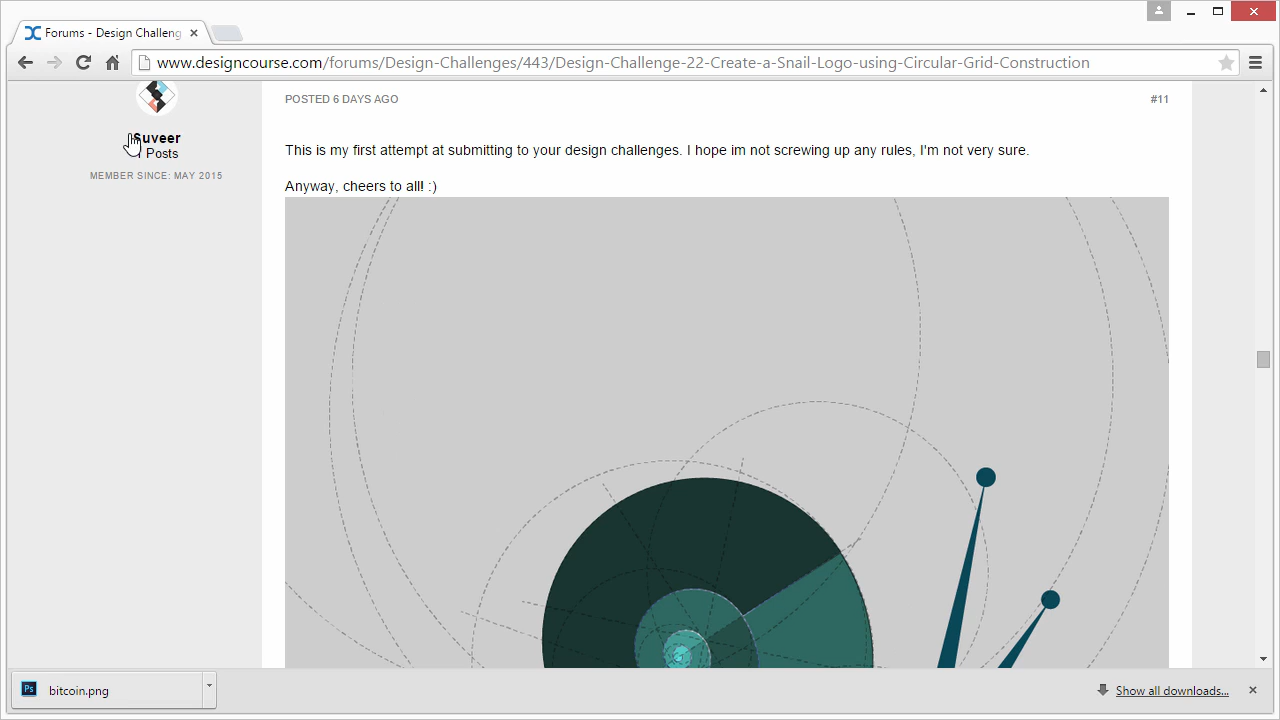 Forums - Design Challeng
www.designcourse.com/forums/Design-Challenges/443/Design-Challenge-22-Create-a-Snail-Logo-using-Circular-Grid-Construction
POSTED 6 DAYS AGO
#11
Suveer
Posts
MEMBER SINCE: MAY 2015
This is my first attempt at submitting to your design challenges. I hope im not screwing up any rules, I'm not very sure.
Anyway, cheers to all! :)
Ps
bitcoin.png
Show all downloads...